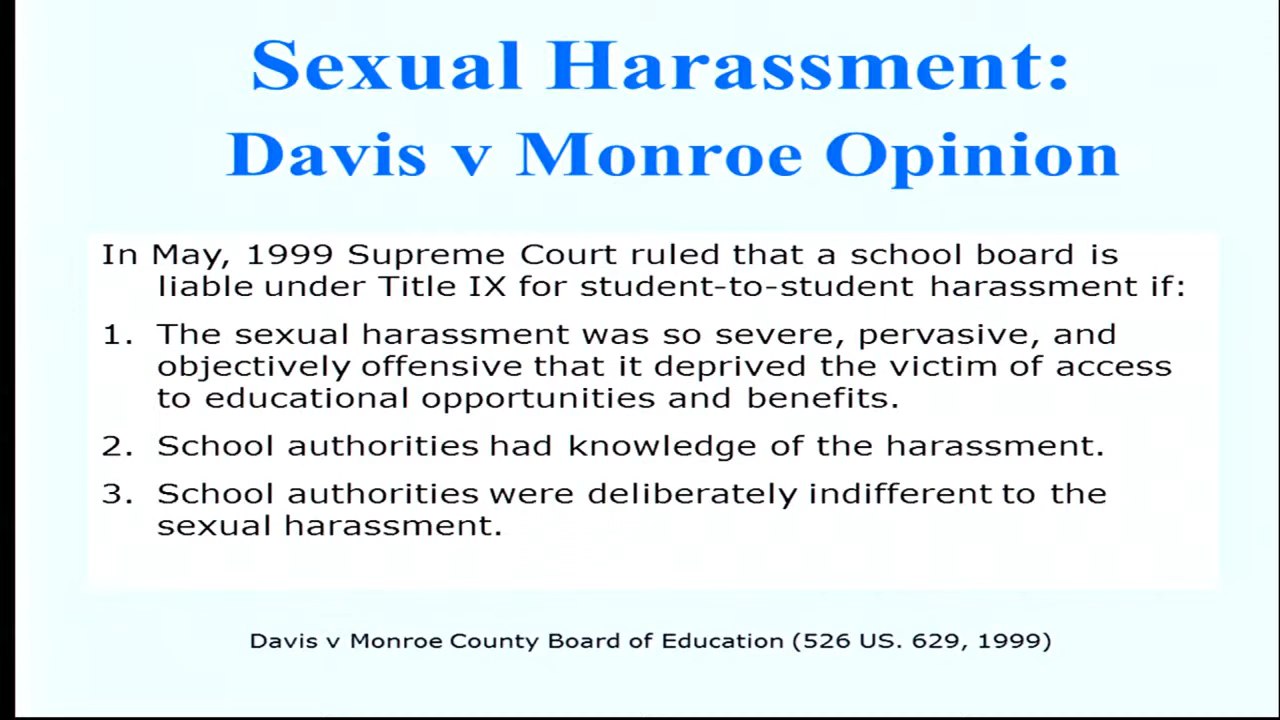 Sexual Harassment:
Davis v Monroe Opinion
In May, 1999 Supreme Court ruled that a school board is
liable under Title IX for student-to-student harassment if:
1. The sexual harassment was so severe, pervasive, and
objectively offensive that it deprived the victim of access
to educational opportunities and benefits.
2. School authorities had knowledge of the harassment.
3. School authorities were deliberately indifferent to the
sexual harassment.
Davis v Monroe County Board of Education (526 US. 629, 1999)